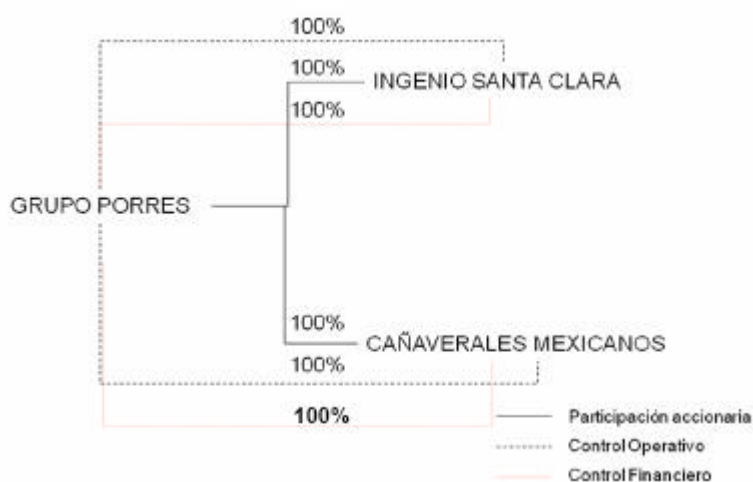 100%
100%
INGENIO SANTA CLARA
100%
GRUPO PORRES
100%
CAÑAVERALES MEXICANOS
100%
100%
Participación accionaria
Control Operativo
Control Financiero